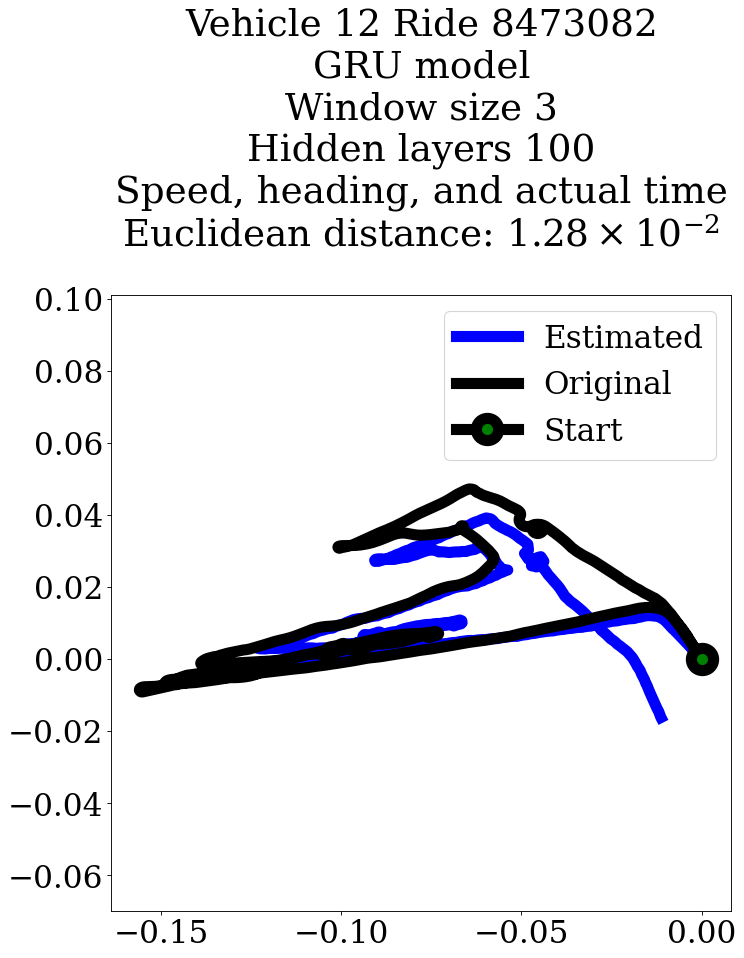 Vehicle 12 Ride 8473082
GRU model
Window size 3
Hidden layers 100
Speed, heading, and actual time
Euclidean distance: 1.28 × 10⁻²
Estimated
Original
Start
0.10
0.08
0.06
0.04
0.02
0.00
−0.02
−0.04
−0.06
−0.15 −0.10 −0.05 0.00